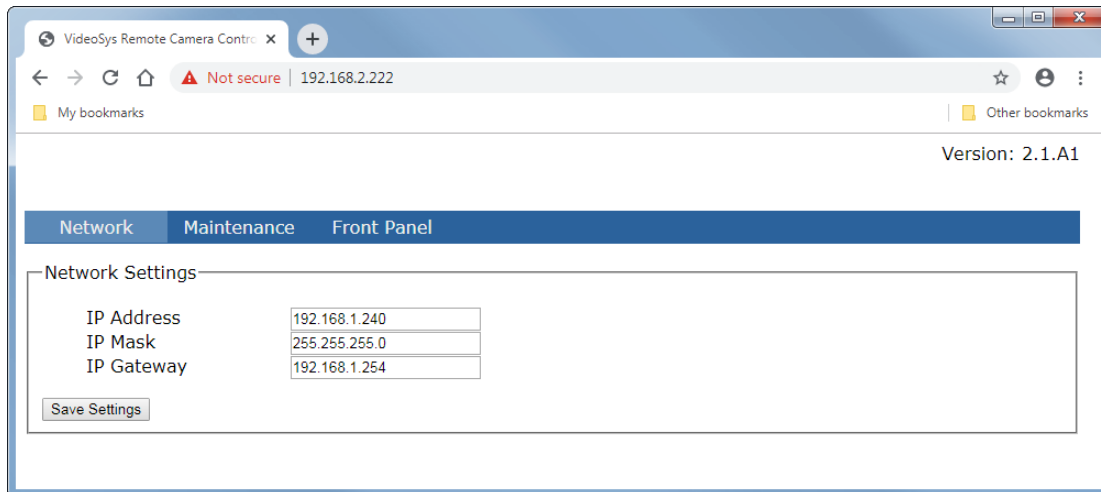 VideoSys Remote Camera Contro
Not secure 192.168.2.222
My bookmarks Other bookmarks
Version: 2.1.A1
Network Maintenance Front Panel
Network Settings
IP Address 192.168.1.240
IP Mask 255.255.255.0
IP Gateway 192.168.1.254
Save Settings